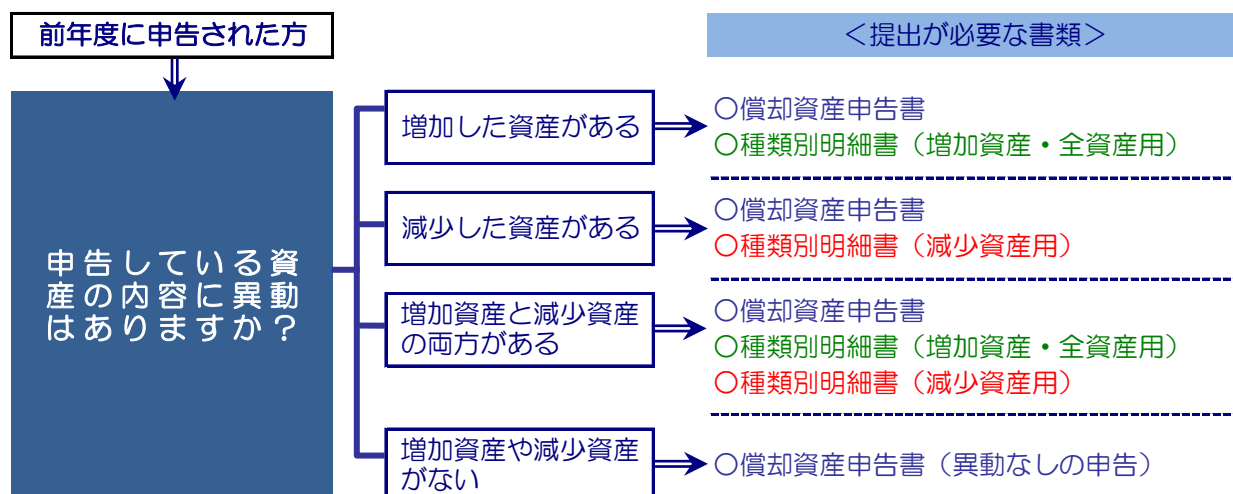 前年度に申告された方
＜提出が必要な書類＞
申告している資
産の内容に異動
はありますか？
増加した資産がある
〇償却資産申告書
〇種類別明細書（増加資産・全資産用）
減少した資産がある
〇償却資産申告書
〇種類別明細書（減少資産用）
増加資産と減少資産
の両方がある
〇償却資産申告書
〇種類別明細書（増加資産・全資産用）
〇種類別明細書（減少資産用）
増加資産や減少資産
がない
〇償却資産申告書（異動なしの申告）